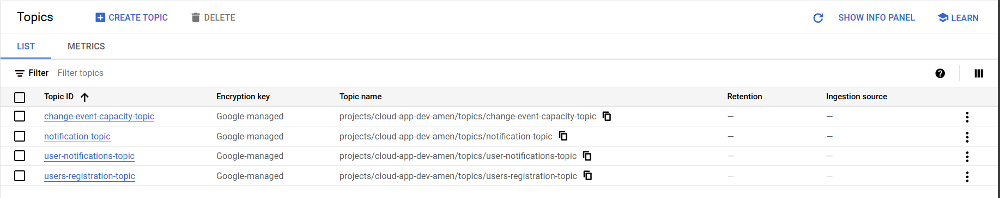 Topics CREATE TOPIC DELETE SHOW INFO PANEL LEARN
LIST METRICS
Filter Filter topics
Topic ID Encryption key Topic name Retention Ingestion source
change-event-capacity-topic Google-managed projects/cloud-app-dev-amen/topics/change-event-capacity-topic — —
notification-topic Google-managed projects/cloud-app-dev-amen/topics/notification-topic — —
user-notifications-topic Google-managed projects/cloud-app-dev-amen/topics/user-notifications-topic — —
users-registration-topic Google-managed projects/cloud-app-dev-amen/topics/users-registration-topic — —